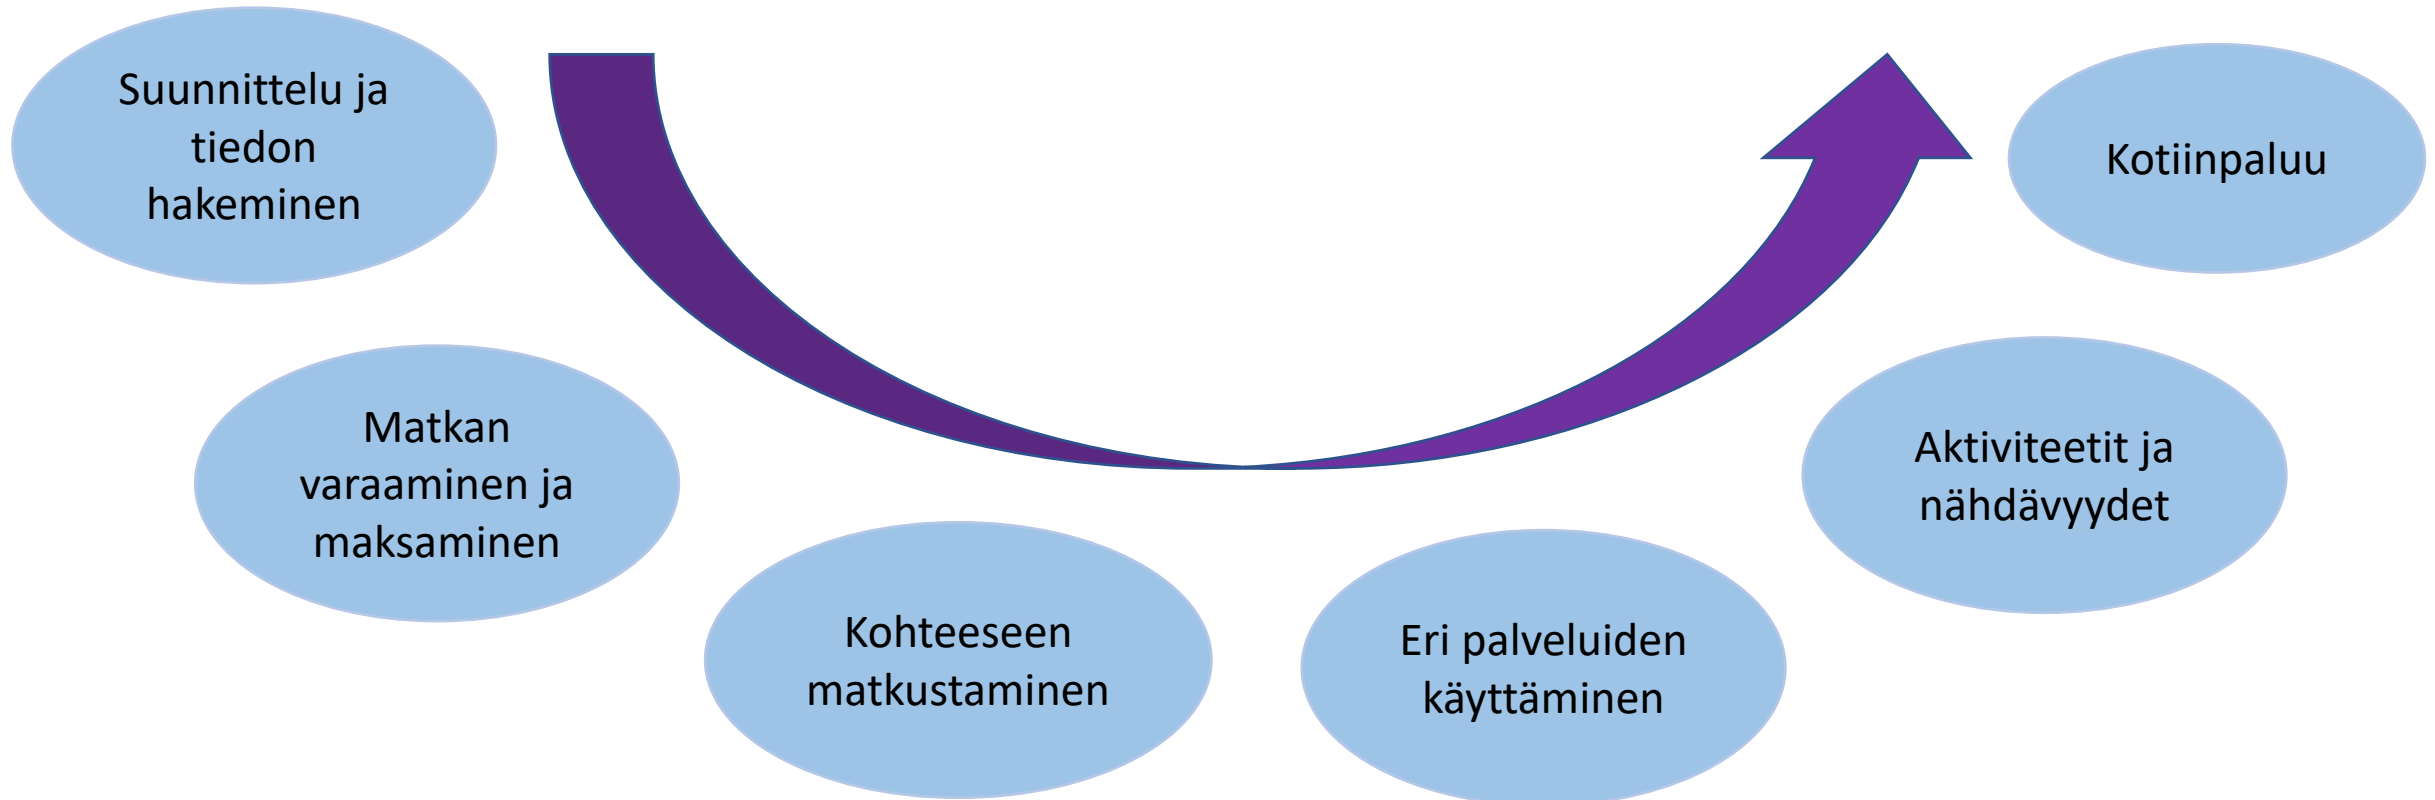 Suunnittelu ja
tiedon
hakeminen
Matkan
varaaminen ja
maksaminen
Kohteeseen
matkustaminen
Eri palveluiden
käyttäminen
Aktiviteetit ja
nähdävyydet
Kotiinpaluu